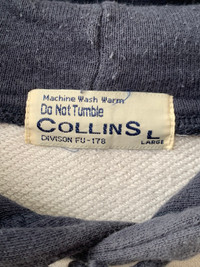 Machine Wash Warm
Do Not Tumble
COLLINS L
DIVISON FU-178 LARGE